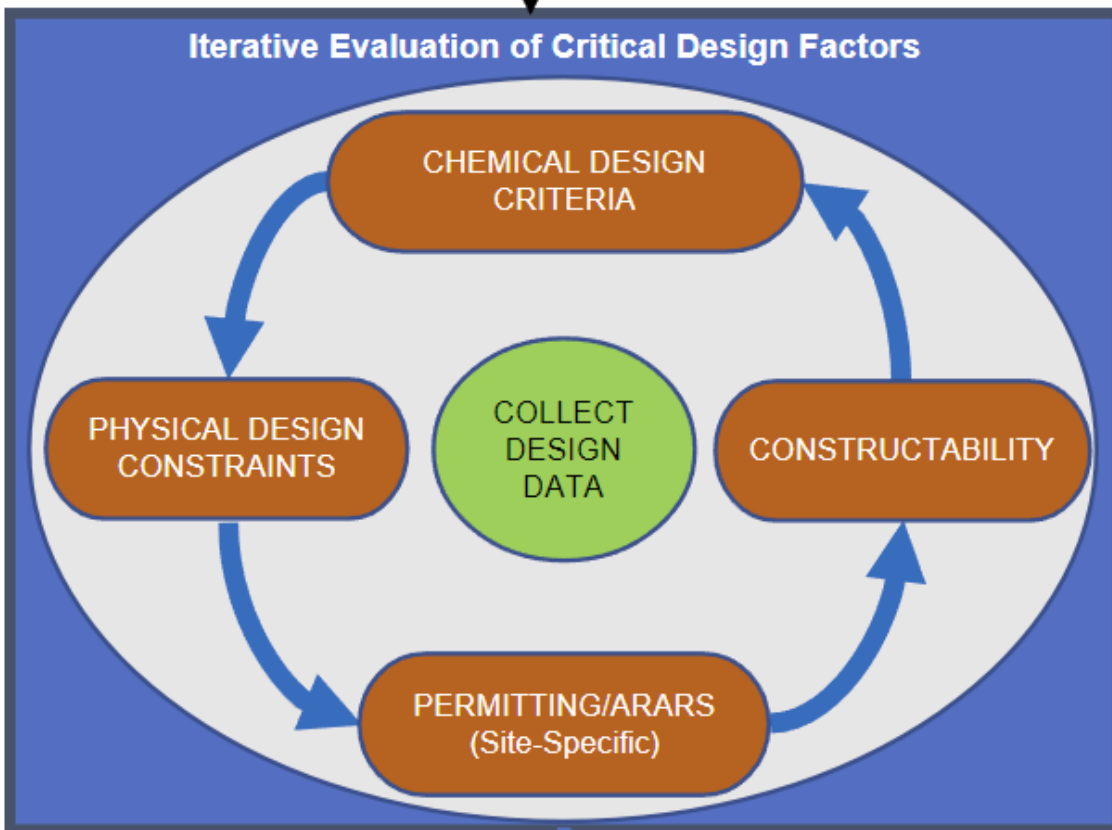 Iterative Evaluation of Critical Design Factors
CHEMICAL DESIGN
CRITERIA
PHYSICAL DESIGN
CONSTRAINTS
COLLECT
DESIGN
DATA
CONSTRUCTABILITY
PERMITTING/ARARS
(Site-Specific)